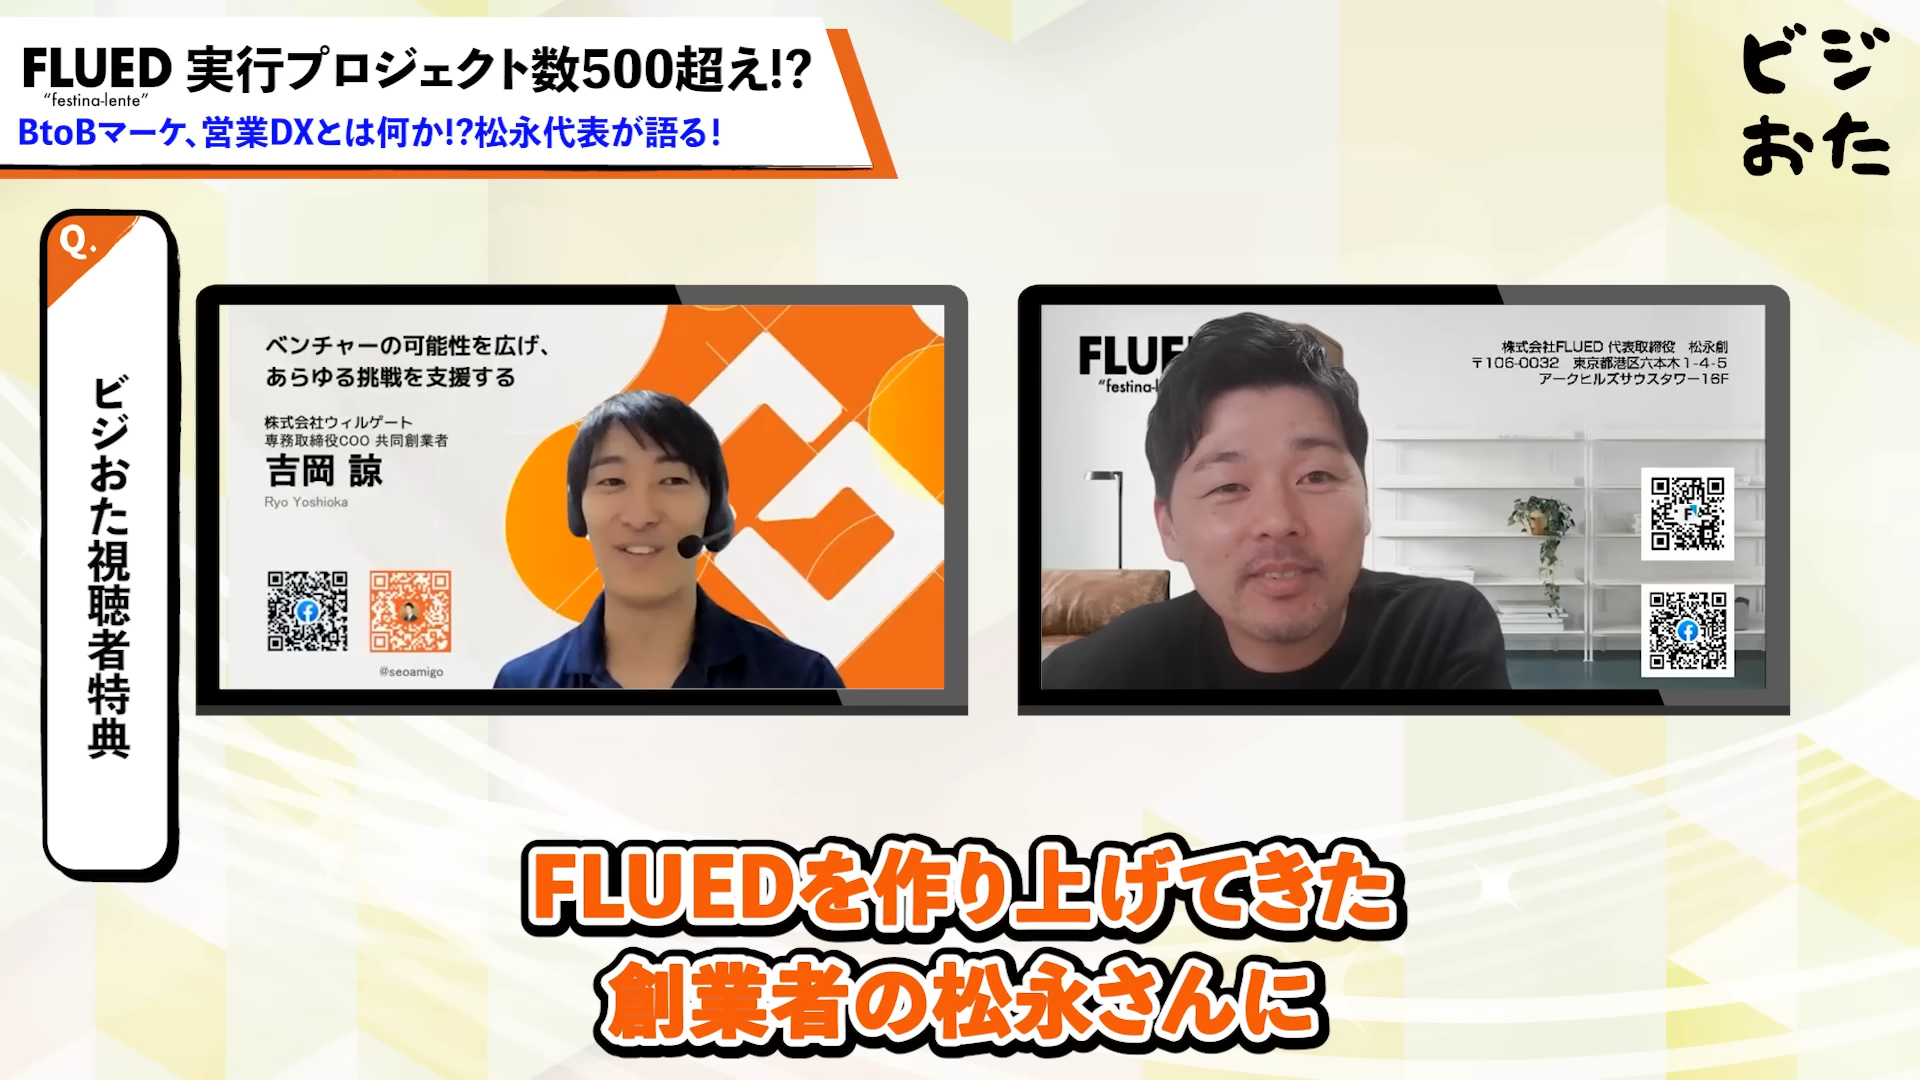 FLUED 実行プロジェクト数500超え!?
“festina-lente”
BtoBマーケ、営業DXとは何か!?松永代表が語る!
ビジ
おた
Q.
ビジおた視聴者特典
ベンチャーの可能性を広げ、
あらゆる挑戦を支援する
株式会社ウィルゲート
専務取締役COO 共同創業者
吉岡 諒
Ryo Yoshioka
@seoamigo
FLUE
“festina-l
株式会社FLUED 代表取締役 松永創
〒106-0032 東京都港区六本木1-4-5
アークヒルズサウスタワー16F
FLUEDを作り上げてきた
創業者の松永さんに